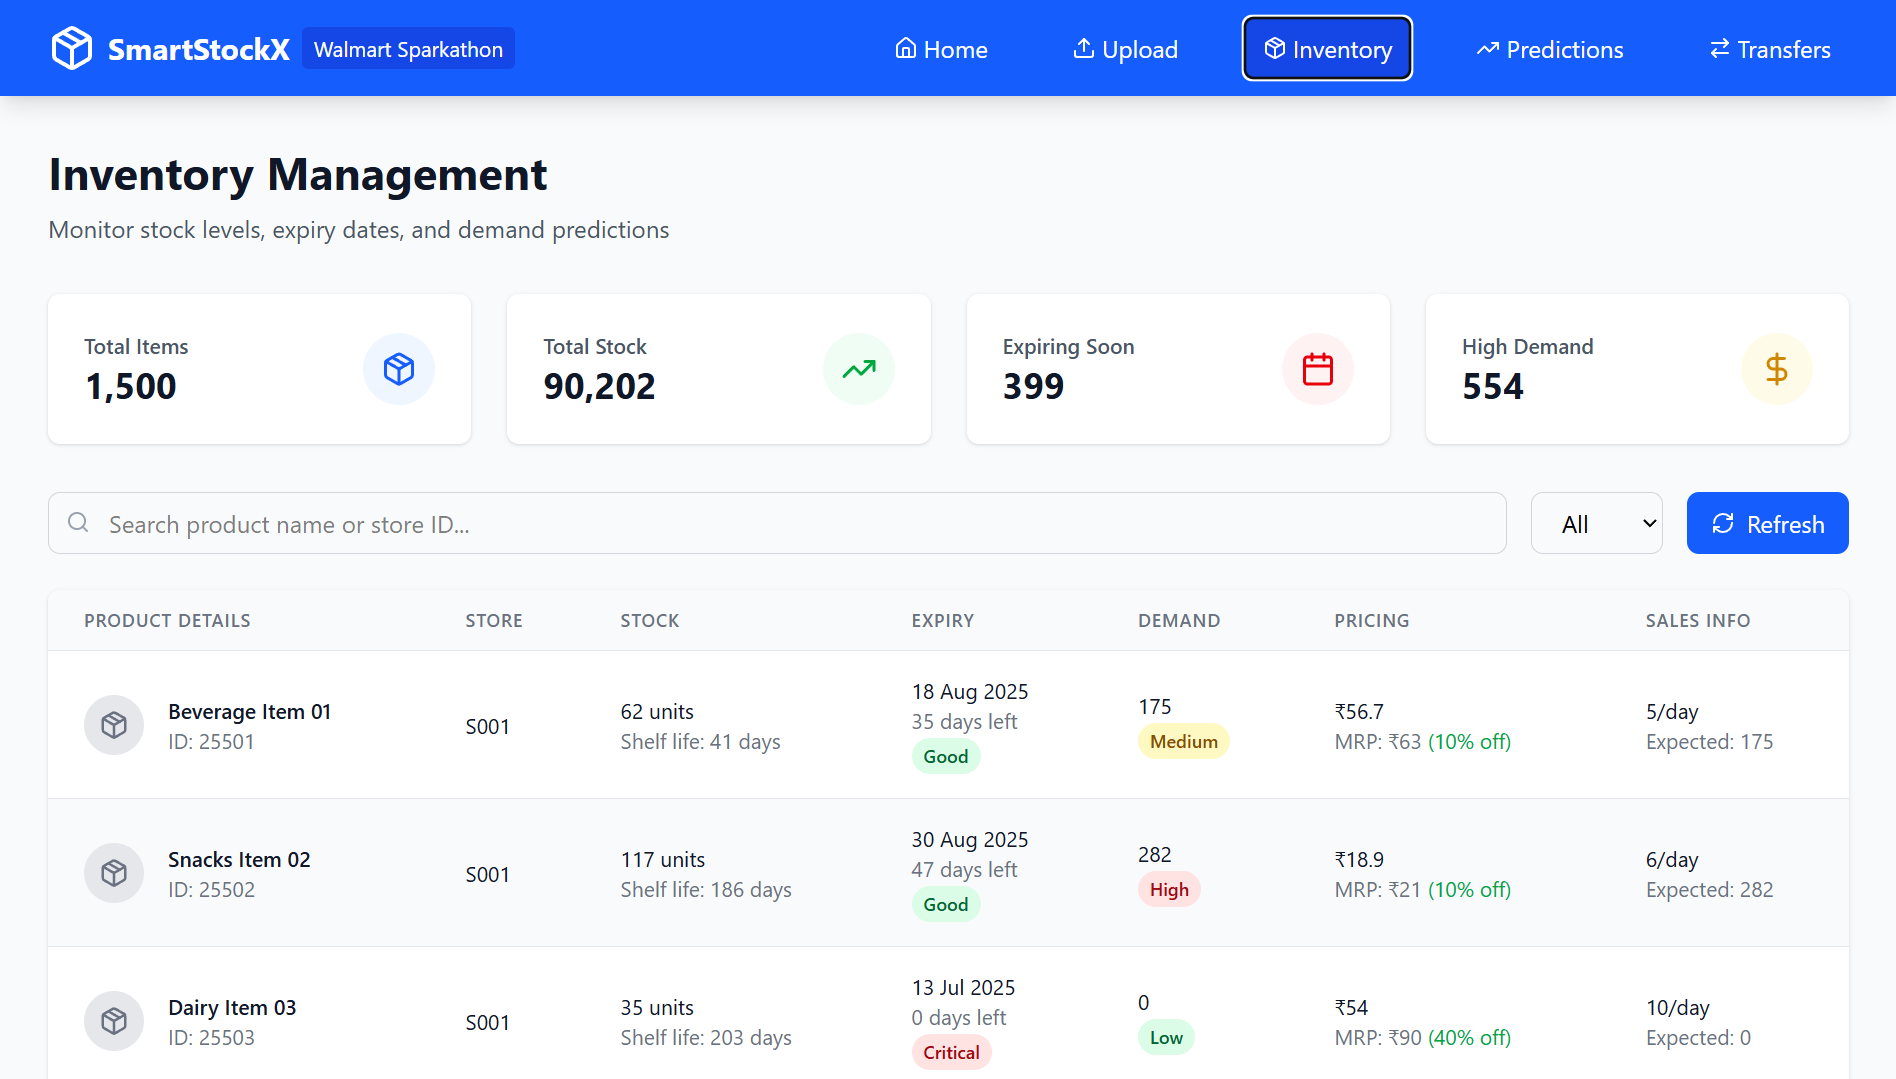 SmartStockX Walmart Sparkathon Home Upload Inventory Predictions Transfers
Inventory Management
Monitor stock levels, expiry dates, and demand predictions
Total Items
1,500
Total Stock
90,202
Expiring Soon
399
High Demand
554
Search product name or store ID... All Refresh
PRODUCT DETAILS STORE STOCK EXPIRY DEMAND PRICING SALES INFO
Beverage Item 01
ID: 25501
S001
62 units
Shelf life: 41 days
18 Aug 2025
35 days left
Good
175
Medium
₹56.7
MRP: ₹63 (10% off)
5/day
Expected: 175
Snacks Item 02
ID: 25502
S001
117 units
Shelf life: 186 days
30 Aug 2025
47 days left
Good
282
High
₹18.9
MRP: ₹21 (10% off)
6/day
Expected: 282
Dairy Item 03
ID: 25503
S001
35 units
Shelf life: 203 days
13 Jul 2025
0 days left
Critical
0
Low
₹54
MRP: ₹90 (40% off)
10/day
Expected: 0